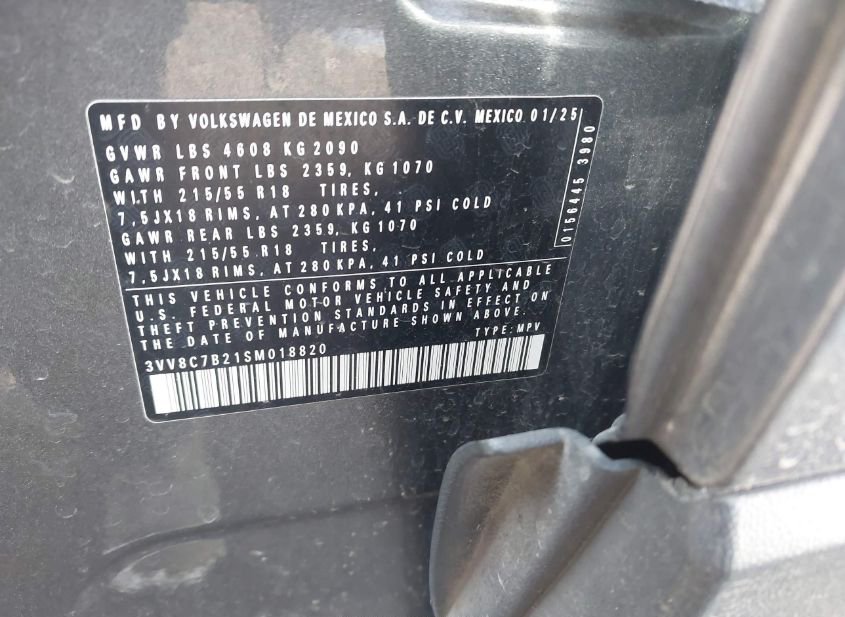 MFD BY VOLKSWAGEN DE MEXICO S.A. DE C.V. MEXICO 01/25
GVWR LBS 4608 KG 2090
GAWR FRONT LBS 2359, KG 1070
WITH 215/55 R18 TIRES,
7,5JX18 RIMS, AT 280 KPA, 41 PSI COLD
GAWR REAR LBS 2359, KG 1070
WITH 215/55 R18 TIRES,
7,5JX18 RIMS, AT 280 KPA, 41 PSI COLD
THIS VEHICLE CONFORMS TO ALL APPLICABLE
U.S. FEDERAL MOTOR VEHICLE SAFETY AND
THEFT PREVENTION STANDARDS IN EFFECT ON
THE DATE OF MANUFACTURE SHOWN ABOVE.
TYPE: MPV
3VV8C7B21SM018820
0156445 3980